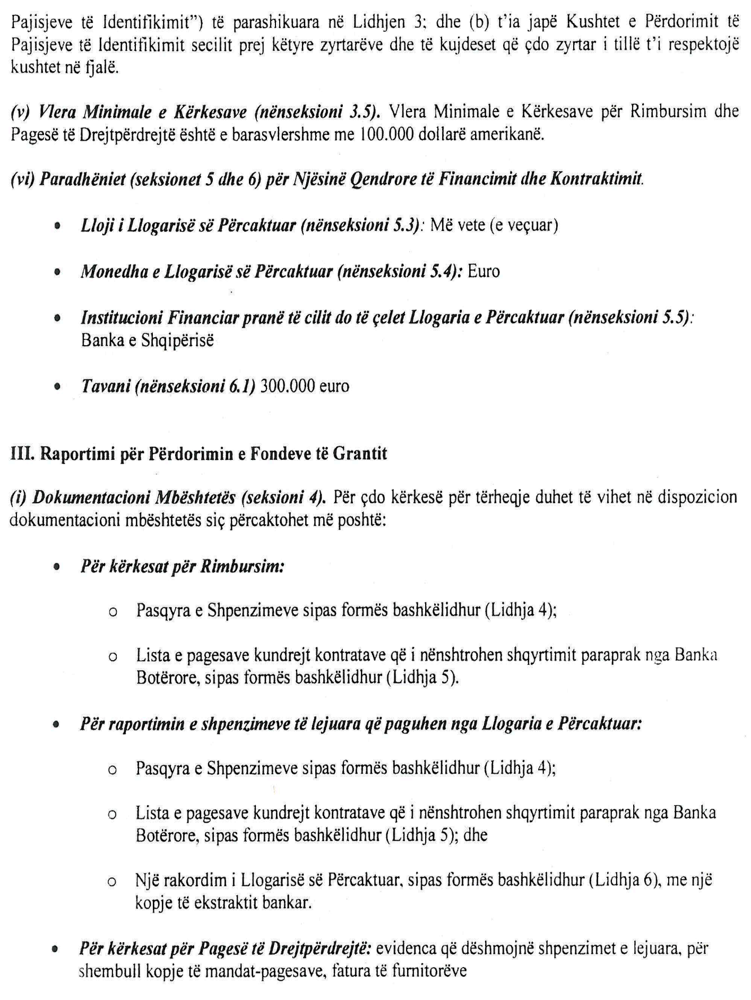 Pajisjeve të Identifikimit”) të parashikuara në Lidhjen 3; dhe (b) t’ia japë Kushtet e Përdorimit të
Pajisjeve të Identifikimit secilit prej këtyre zyrtarëve dhe të kujdeset që çdo zyrtar i tillë t’i respektojë
kushtet në fjalë.
(v) Vlera Minimale e Kërkesave (nënseksioni 3.5). Vlera Minimale e Kërkesave për Rimbursim dhe
Pagesë të Drejtpërdrejtë është e barasvlershme me 100.000 dollarë amerikanë.
(vi) Paradhëniet (seksionet 5 dhe 6) për Njësinë Qendrore të Financimit dhe Kontraktimit.
• Lloji i Llogarisë së Përcaktuar (nënseksioni 5.3): Më vete (e veçuar)
• Monedha e Llogarisë së Përcaktuar (nënseksioni 5.4): Euro
• Institucioni Financiar pranë të cilit do të çelet Llogaria e Përcaktuar (nënseksioni 5.5):
Banka e Shqipërisë
• Tavani (nënseksioni 6.1) 300.000 euro
III. Raportimi për Përdorimin e Fondeve të Grantit
(i) Dokumentacioni Mbështetës (seksioni 4). Për çdo kërkesë për tërheqje duhet të vihet në dispozicion
dokumentacioni mbështetës siç përcaktohet më poshtë:
• Për kërkesat për Rimbursim:
o Pasqyra e Shpenzimeve sipas formës bashkëlidhur (Lidhja 4);
o Lista e pagesave kundrejt kontratave që i nënshtrohen shqyrtimit paraprak nga Banka
Botërore, sipas formës bashkëlidhur (Lidhja 5).
• Për raportimin e shpenzimeve të lejuara që paguhen nga Llogaria e Përcaktuar:
o Pasqyra e Shpenzimeve sipas formës bashkëlidhur (Lidhja 4);
o Lista e pagesave kundrejt kontratave që i nënshtrohen shqyrtimit paraprak nga Banka
Botërore, sipas formës bashkëlidhur (Lidhja 5); dhe
o Një rakordim i Llogarisë së Përcaktuar, sipas formës bashkëlidhur (Lidhja 6), me një
kopje të ekstraktit bankar.
• Për kërkesat për Pagesë të Drejtpërdrejtë: evidenca që dëshmojnë shpenzimet e lejuara, për
shembull kopje të mandat-pagesave, fatura të furnitorëve